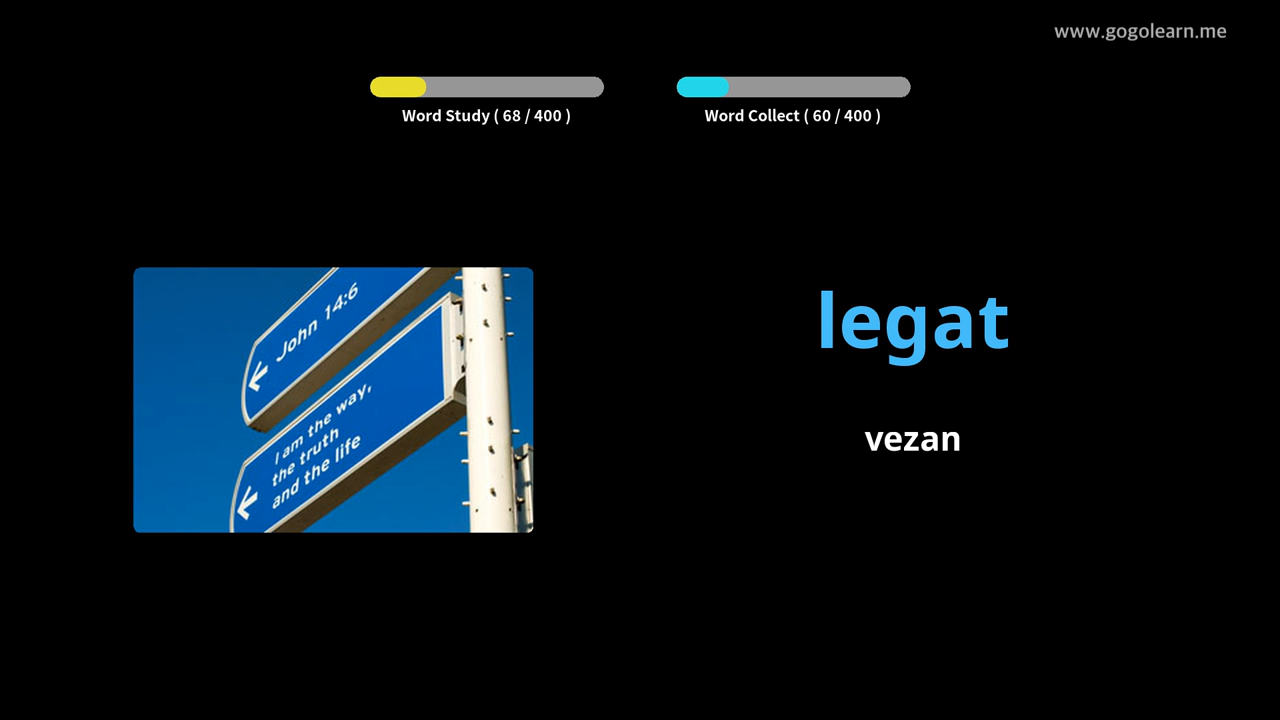 www.gogolearn.me
Word Study ( 68 / 400 )
Word Collect ( 60 / 400 )
John 14:6
I am the way,
the truth
and the life
legat
vezan